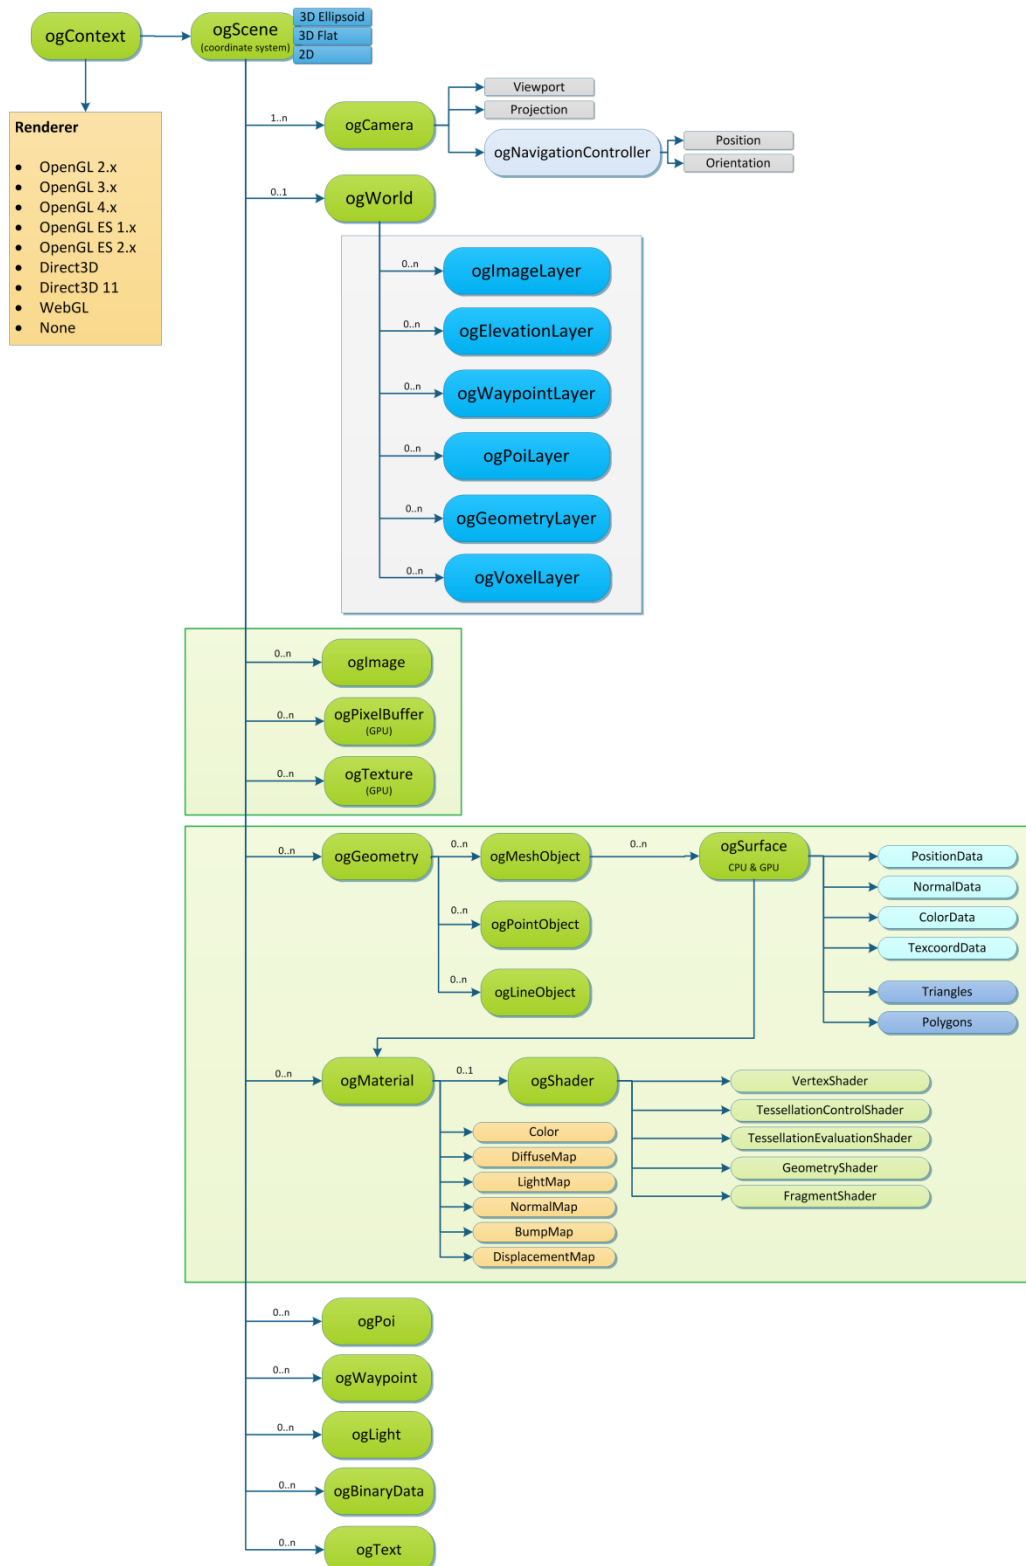 ogContext
ogScene
(coordinate system)
3D Ellipsoid
3D Flat
2D
Renderer
• OpenGL 2.x
• OpenGL 3.x
• OpenGL 4.x
• OpenGL ES 1.x
• OpenGL ES 2.x
• Direct3D
• Direct3D 11
• WebGL
• None
1..n
ogCamera
Viewport
Projection
ogNavigationController
Position
Orientation
0..1
ogWorld
0..n
ogImageLayer
0..n
ogElevationLayer
0..n
ogWaypointLayer
0..n
ogPoiLayer
0..n
ogGeometryLayer
0..n
ogVoxelLayer
0..n
ogImage
0..n
ogPixelBuffer
(GPU)
0..n
ogTexture
(GPU)
0..n
ogGeometry
0..n
ogMeshObject
0..n
ogSurface
CPU & GPU
PositionData
NormalData
ColorData
TexcoordData
Triangles
Polygons
0..n
ogPointObject
0..n
ogLineObject
0..n
ogMaterial
0..1
ogShader
VertexShader
TessellationControlShader
TessellationEvaluationShader
GeometryShader
FragmentShader
Color
DiffuseMap
LightMap
NormalMap
BumpMap
DisplacementMap
0..n
ogPoi
0..n
ogWaypoint
0..n
ogLight
0..n
ogBinaryData
0..n
ogText